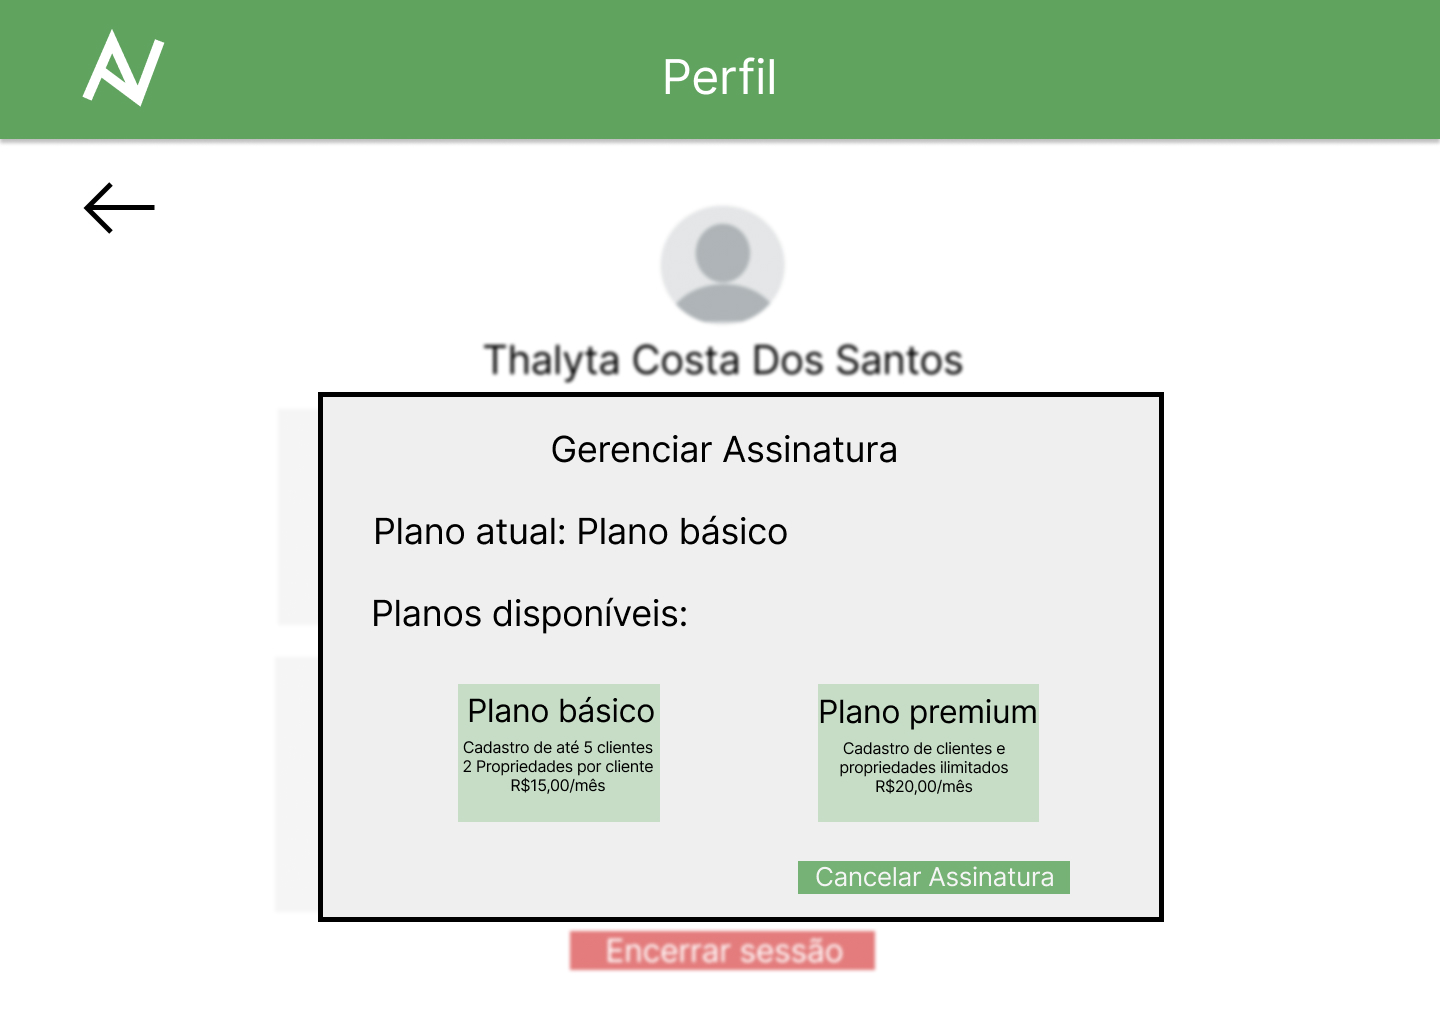 Perfil
Thalyta Costa Dos Santos
Gerenciar Assinatura
Plano atual: Plano básico
Planos disponíveis:
Plano básico
Cadastro de até 5 clientes
2 Propriedades por cliente
R$15,00/mês
Plano premium
Cadastro de clientes e
propriedades ilimitados
R$20,00/mês
Cancelar Assinatura
Encerrar sessão